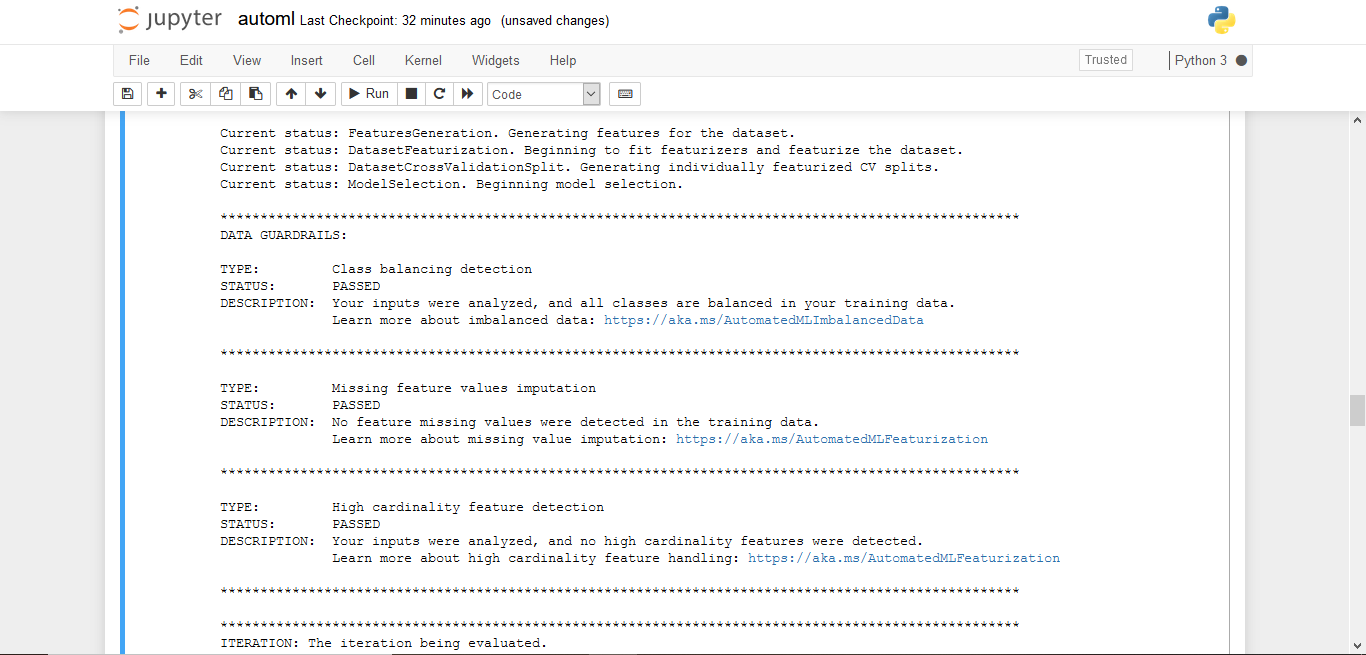 jupyter automl Last Checkpoint: 32 minutes ago (unsaved changes)
File Edit View Insert Cell Kernel Widgets Help Trusted Python 3
Run Code
Current status: FeaturesGeneration. Generating features for the dataset.
Current status: DatasetFeaturization. Beginning to fit featurizers and featurize the dataset.
Current status: DatasetCrossValidationSplit. Generating individually featurized CV splits.
Current status: ModelSelection. Beginning model selection.
****************************************************************************************************
DATA GUARDRAILS:
TYPE: Class balancing detection
STATUS: PASSED
DESCRIPTION: Your inputs were analyzed, and all classes are balanced in your training data.
Learn more about imbalanced data: https://aka.ms/AutomatedMLImbalancedData
****************************************************************************************************
TYPE: Missing feature values imputation
STATUS: PASSED
DESCRIPTION: No feature missing values were detected in the training data.
Learn more about missing value imputation: https://aka.ms/AutomatedMLFeaturization
****************************************************************************************************
TYPE: High cardinality feature detection
STATUS: PASSED
DESCRIPTION: Your inputs were analyzed, and no high cardinality features were detected.
Learn more about high cardinality feature handling: https://aka.ms/AutomatedMLFeaturization
****************************************************************************************************
****************************************************************************************************
ITERATION: The iteration being evaluated.